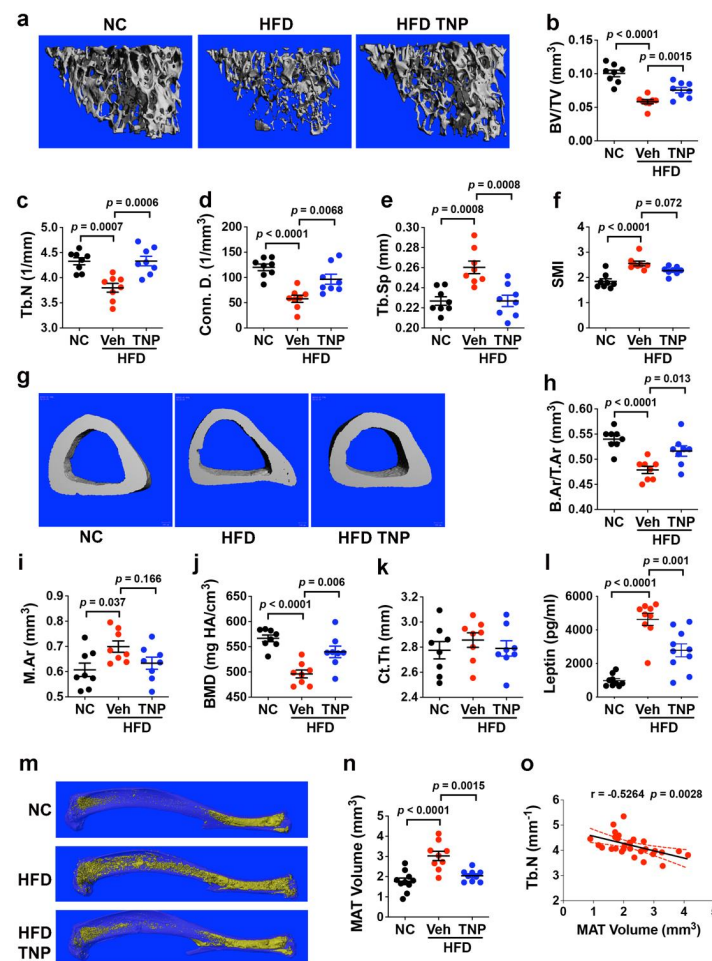 a
NC
HFD
HFD TNP
b
p < 0.0001
p = 0.0015
BV/TV
0.15
0.10
0.05
0.00
NC
Veh
TNP
HFD
c
p = 0.0006
p = 0.0007
Tb.N (1/mm)
5.0
4.5
4.0
3.5
3.0
NC
Veh
TNP
HFD
d
p = 0.0068
p < 0.0001
Conn. D. (1/mm³)
150
100
50
0
NC
Veh
TNP
HFD
e
p = 0.0008
p = 0.0008
Tb.Sp (1/mm²)
0.30
0.28
0.26
0.24
0.22
0.20
NC
Veh
TNP
HFD
f
p = 0.072
p < 0.0001
SMI
4
3
2
1
0
NC
Veh
TNP
HFD
g
NC
HFD
HFD TNP
h
p = 0.013
p < 0.0001
B.Ar/T.Ar (mm³)
0.60
0.55
0.50
0.45
0.40
NC
Veh
TNP
HFD
i
p = 0.166
p = 0.037
M.Ar (mm³)
0.9
0.8
0.7
0.6
0.5
NC
Veh
TNP
HFD
j
p = 0.006
p < 0.0001
BMD (mg HA/cm³)
650
600
550
500
450
NC
Veh
TNP
HFD
k
Ct.Th (mm)
3.2
3.0
2.8
2.6
2.4
NC
Veh
TNP
HFD
l
p = 0.001
p < 0.0001
Leptin (pg/ml)
8000
6000
4000
2000
0
NC
Veh
TNP
HFD
m
NC
HFD
HFD
TNP
n
p = 0.0015
p < 0.0001
MAT Volume (mm³)
5
4
3
2
1
0
NC
Veh
TNP
HFD
o
r = -0.5264 p = 0.0028
Tb.N (mm⁻¹)
6
5
4
3
2
0
1
2
3
4
5
MAT Volume (mm³)